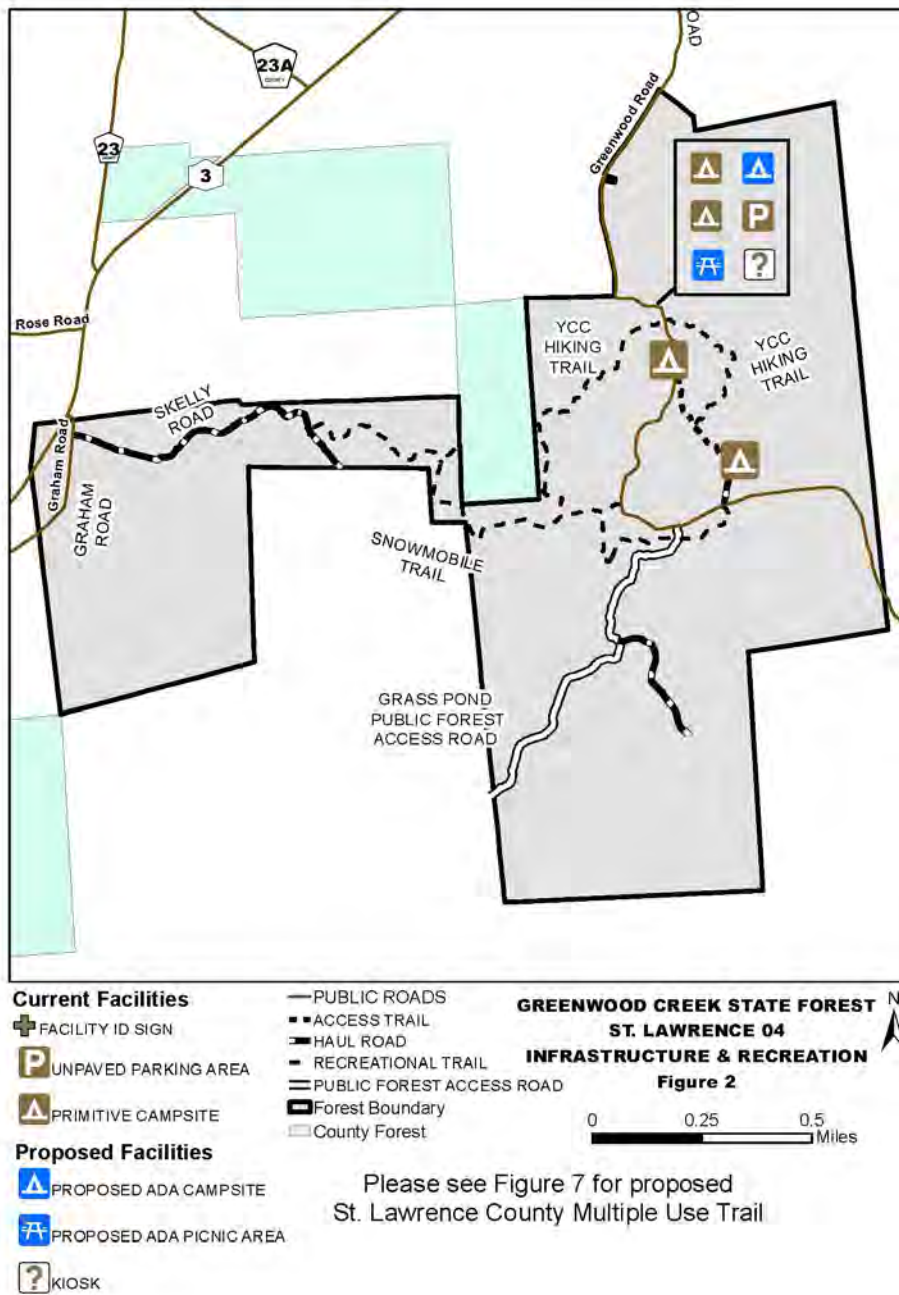 ROAD
23A
COUNTY
23
3
Greenwood Road
P
?
Rose Road
YCC
HIKING
TRAIL
YCC
HIKING
TRAIL
SKELLY
ROAD
Graham Road
GRAHAM
ROAD
SNOWMOBILE
TRAIL
GRASS POND
PUBLIC FOREST
ACCESS ROAD
Current Facilities
FACILITY ID SIGN
P UNPAVED PARKING AREA
PRIMITIVE CAMPSITE
Proposed Facilities
PROPOSED ADA CAMPSITE
PROPOSED ADA PICNIC AREA
? KIOSK
PUBLIC ROADS
ACCESS TRAIL
HAUL ROAD
RECREATIONAL TRAIL
PUBLIC FOREST ACCESS ROAD
Forest Boundary
County Forest
GREENWOOD CREEK STATE FOREST
ST. LAWRENCE 04
INFRASTRUCTURE & RECREATION
Figure 2
N
0 0.25 0.5
Miles
Please see Figure 7 for proposed
St. Lawrence County Multiple Use Trail